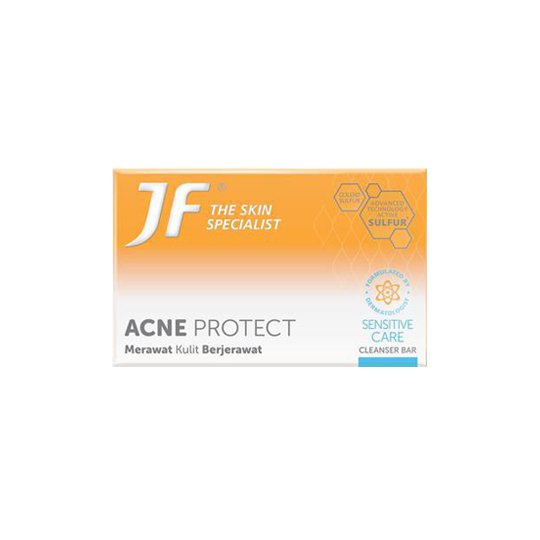 JF®
THE SKIN
SPECIALIST
COLLOID
SULFUR
ADVANCED
TECHNOLOGY
ACTIVE
SULFUR
FORMULATED BY
DERMATOLOGIST
SENSITIVE
CARE
CLEANSER BAR
ACNE PROTECT
Merawat Kulit Berjerawat